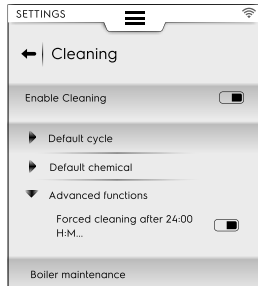 SETTINGS
Cleaning
Enable Cleaning
Default cycle
Default chemical
Advanced functions
Forced cleaning after 24:00
H:M...
Boiler maintenance